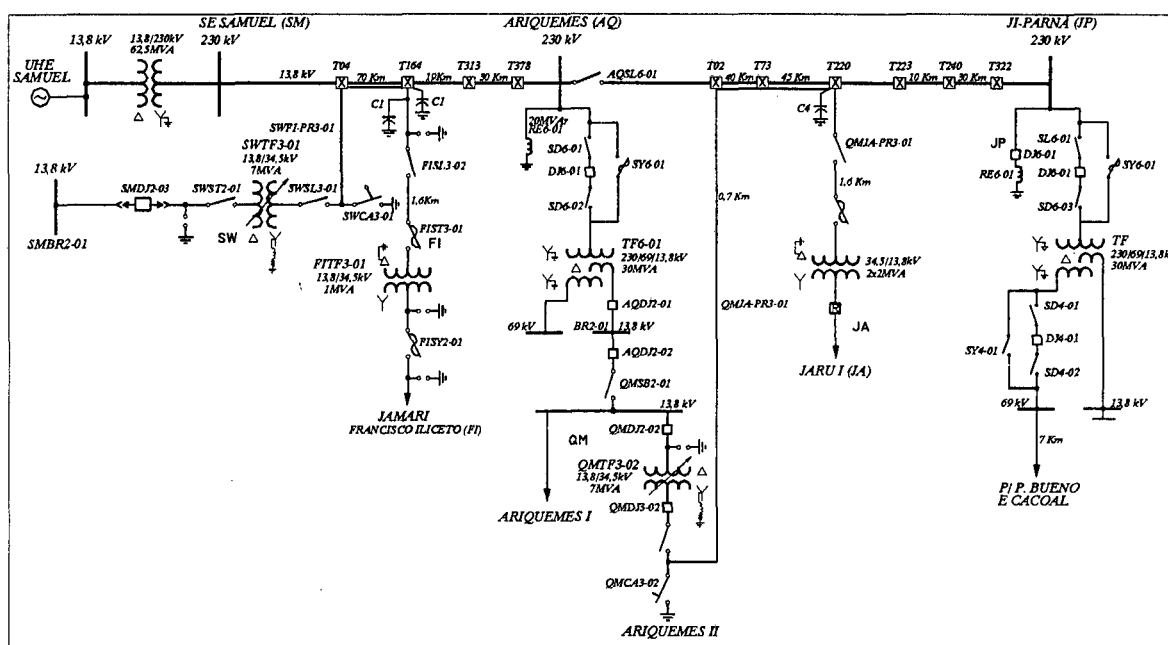 SE SAMUEL (SM)
ARIQUEMES (AQ)
JI-PARNÁ (JP)
13,8 kV
13,8/230kV
62,5MVA
230 kV
230 kV
230 kV
UHE
SAMUEL
13,8 kV
T04
70 Km
T164
19Km
T313
30 Km
T378
AQSL6-01
T02
40 Km
T73
45 Km
T220
T223
10 Km
T240
30 Km
T322
C1
C1
C4
SWFI-PR3-01
SWTF3-01
13,8/34,5kV
7MVA
13,8 kV
SMDJ2-03
SWST2-01
SWSL3-01
SWCA3-01
SMBR2-01
SW
FISL3-02
1,6Km
FIST3-01
FI
FITF3-01
13,8/34,5kV
1MVA
FISY2-01
JAMARI
FRANCISCO ILICETO (FI)
RE6-01
SD6-01
DJ6-01
SD6-02
SY6-01
TF6-01
230/69/13,8kV
30MVA
AQDJ2-01
69 kV
BR2-01
13,8 kV
AQDJ2-02
QMSB2-01
13,8 kV
QM
QMDJ2-02
QMTF3-02
13,8/34,5kV
7MVA
QMDJ3-02
ARIQUEMES I
QMCA3-02
ARIQUEMES II
0,7 Km
QMJA-PR3-01
QMJA-PR3-01
1,6 Km
34,5/13,8kV
2x2MVA
JA
JARU I (JA)
JP
DJ6-01
RE6-01
SL6-01
DJ6-01
SD6-03
SY6-01
TF
230/69/13,8kV
30MVA
SD4-01
DJ4-01
SD4-02
SY4-01
69 kV
13,8 kV
7 Km
P/ P. BUENO
E CACOAL